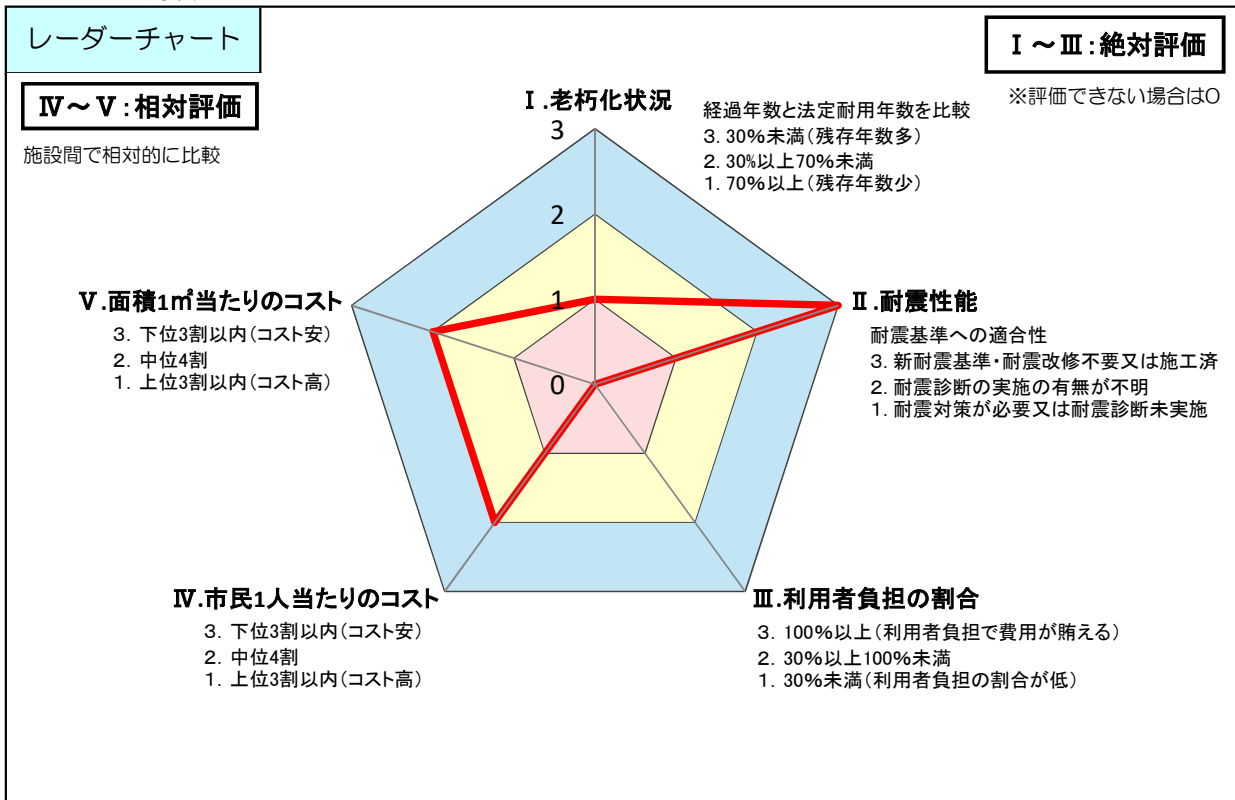 レーダーチャート
Ⅰ～Ⅲ：絶対評価
※評価できない場合は0
Ⅳ～Ⅴ：相対評価
施設間で相対的に比較
Ⅰ.老朽化状況
経過年数と法定耐用年数を比較
3. 30%未満(残存年数多)
2. 30%以上70%未満
1. 70%以上(残存年数少)
3
2
1
0
Ⅱ.耐震性能
耐震基準への適合性
3. 新耐震基準・耐震改修不要又は施工済
2. 耐震診断の実施の有無が不明
1. 耐震対策が必要又は耐震診断未実施
Ⅴ.面積1㎡当たりのコスト
3. 下位3割以内(コスト安)
2. 中位4割
1. 上位3割以内(コスト高)
Ⅳ.市民1人当たりのコスト
3. 下位3割以内(コスト安)
2. 中位4割
1. 上位3割以内(コスト高)
Ⅲ.利用者負担の割合
3. 100%以上(利用者負担で費用が賄える)
2. 30%以上100%未満
1. 30%未満(利用者負担の割合が低)